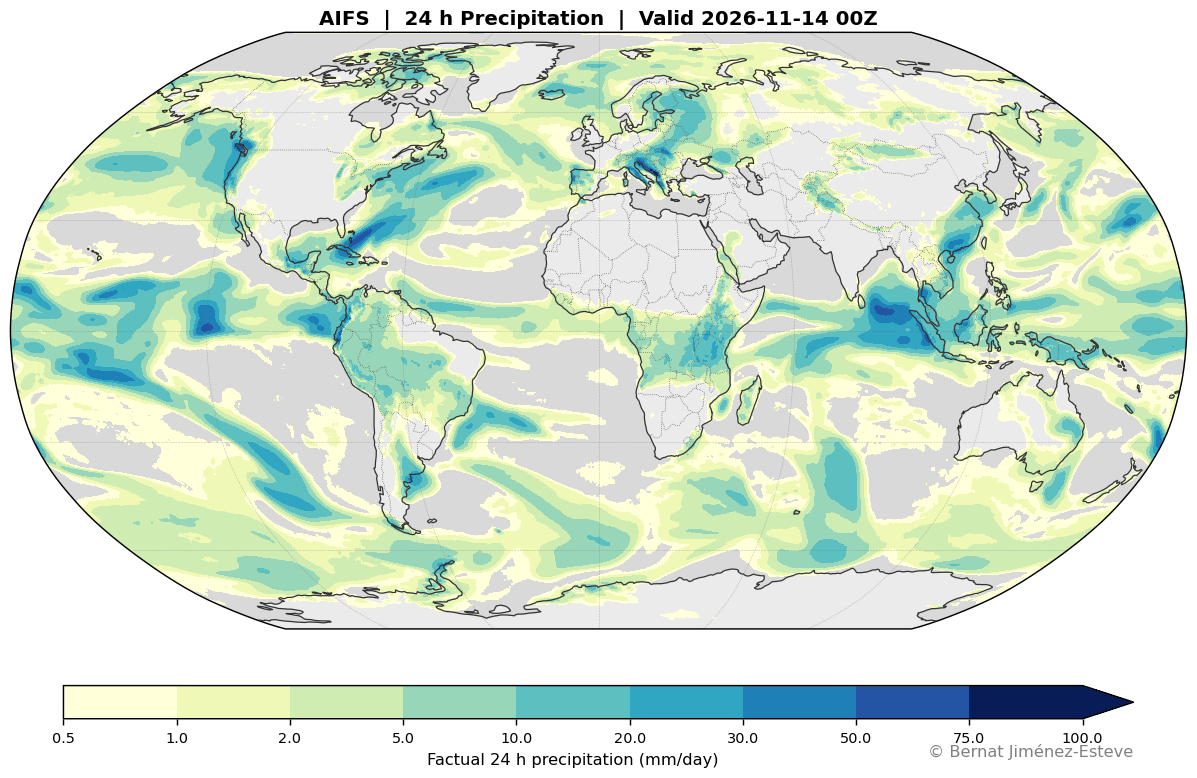 AIFS | 24 h Precipitation | Valid 2026-11-14 00Z
0.5 1.0 2.0 5.0 10.0 20.0 30.0 50.0 75.0 100.0
Factual 24 h precipitation (mm/day)
© Bernat Jiménez-Esteve